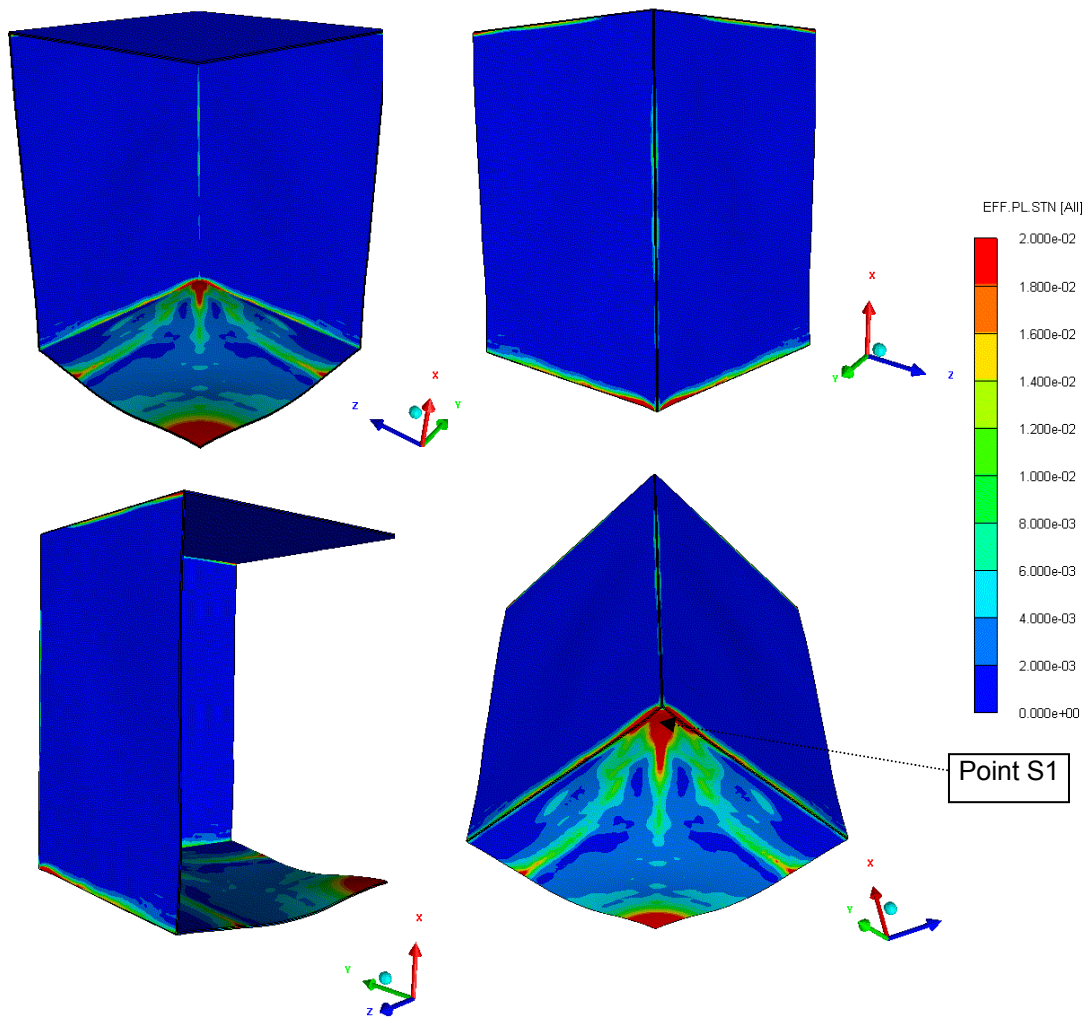 EFF.PL.STN [All]
2.000e-02
1.800e-02
1.600e-02
1.400e-02
1.200e-02
1.000e-02
8.000e-03
6.000e-03
4.000e-03
2.000e-03
0.000e+00
X
Y
Z
X
Y
Z
X
Y
Z
X
Y
Point S1